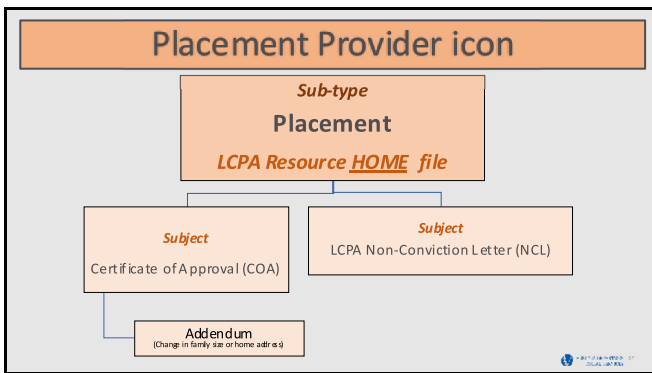 Placement Provider icon
Sub-type
Placement
LCPA Resource HOME file
Subject
Certificate of Approval (COA)
Subject
LCPA Non-Conviction Letter (NCL)
Addendum
(Change in family size or home address)